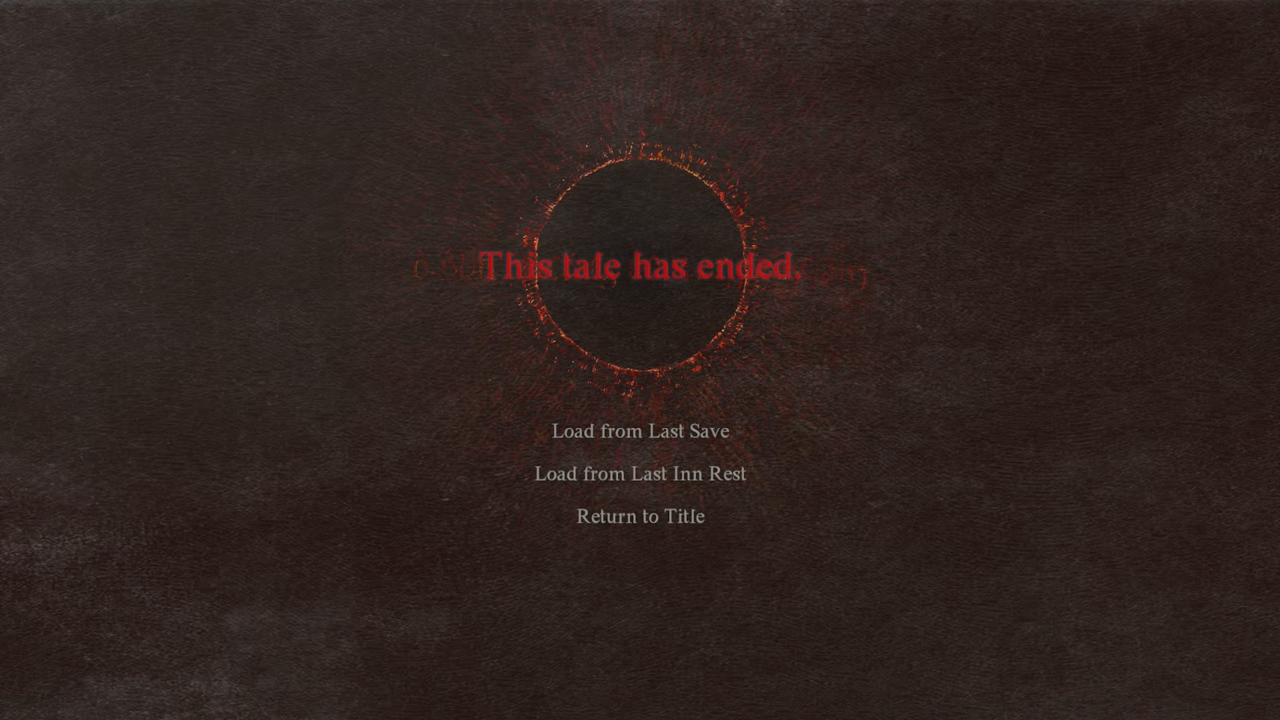 This tale has ended.
Load from Last Save
Load from Last Inn Rest
Return to Title